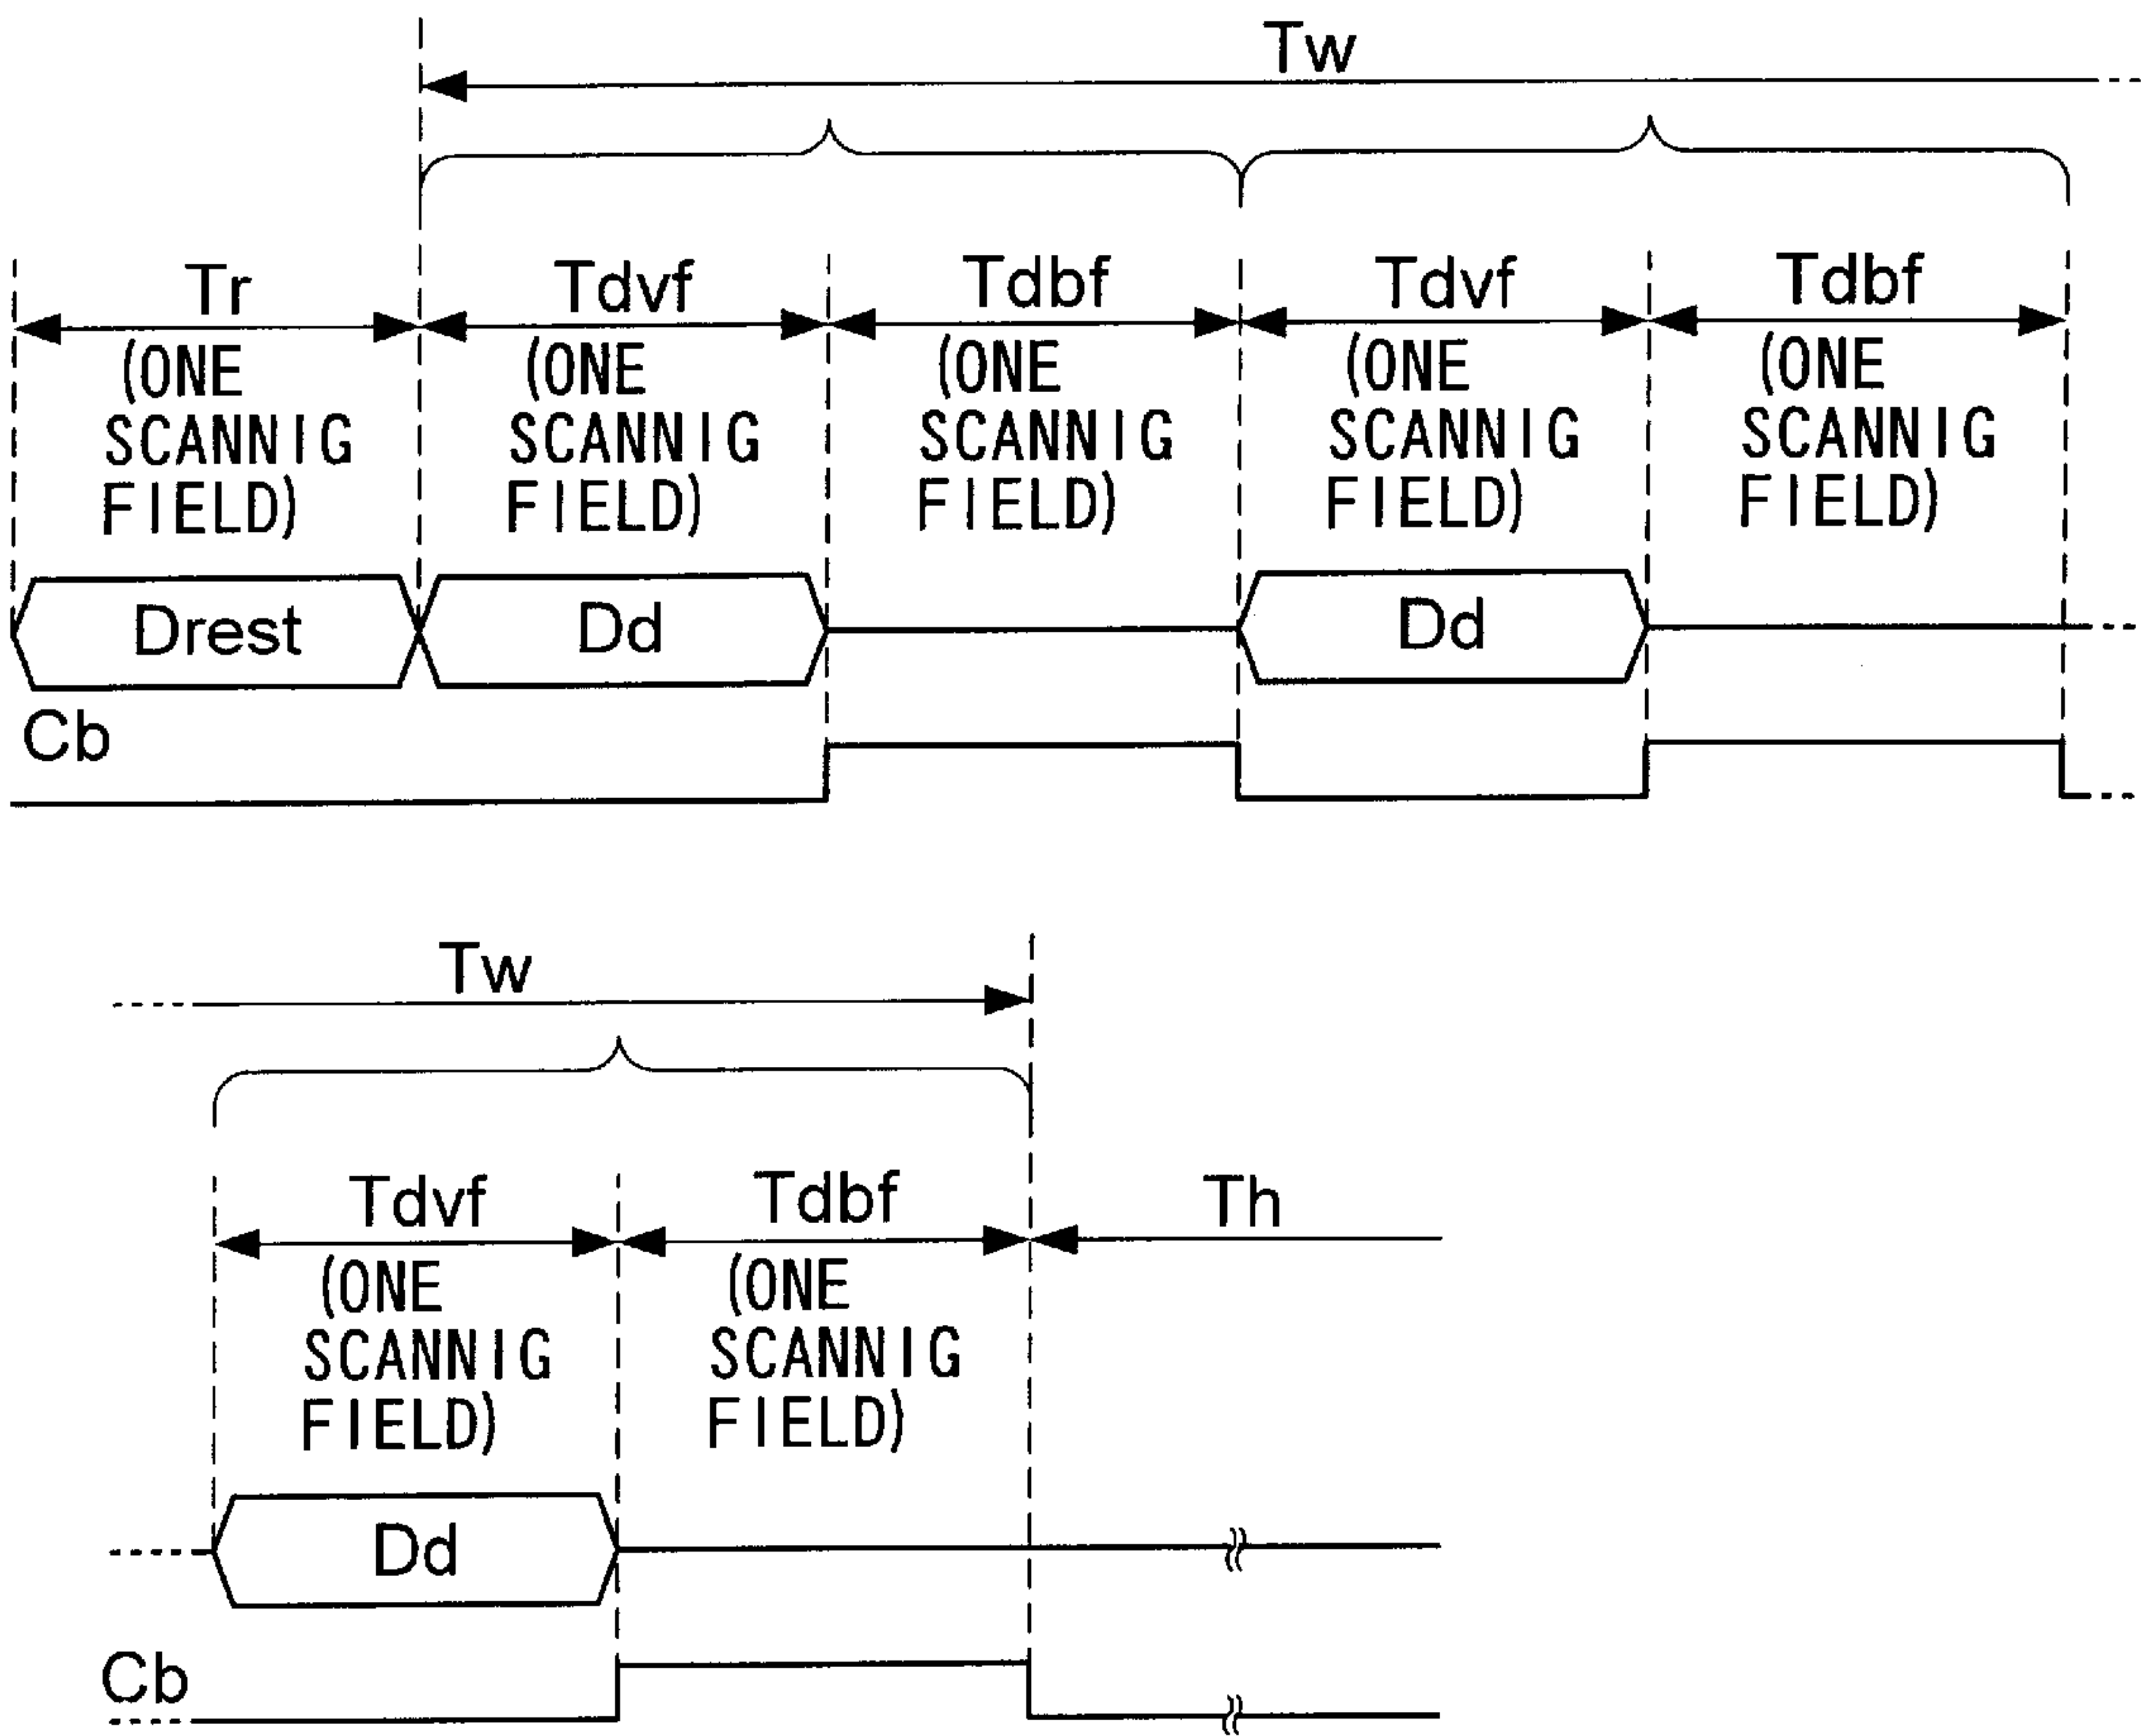 Tw
Tr Tdvf Tdbf Tdvf Tdbf
(ONE (ONE (ONE (ONE (ONE
SCANNIG SCANNIG SCANNIG SCANNIG SCANNIG
FIELD) FIELD) FIELD) FIELD) FIELD)
Drest Dd Dd
Cb
Tw
Tdvf Tdbf Th
(ONE (ONE
SCANNIG SCANNIG
FIELD) FIELD)
Dd
Cb